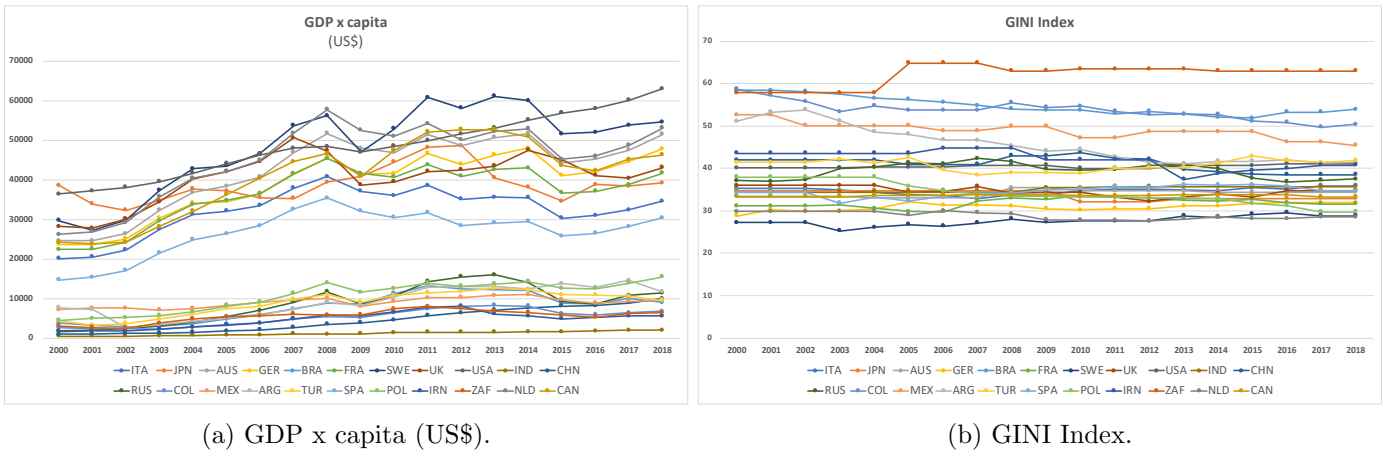 GDP x capita
(US$)
70000
60000
50000
40000
30000
20000
10000
0
2000 2001 2002 2003 2004 2005 2006 2007 2008 2009 2010 2011 2012 2013 2014 2015 2016 2017 2018
ITA JPN AUS GER BRA FRA SWE UK USA IND CHN
RUS COL MEX ARG TUR SPA POL IRN ZAF NLD CAN
(a) GDP x capita (US$).
GINI Index
70
60
50
40
30
20
10
0
2000 2001 2002 2003 2004 2005 2006 2007 2008 2009 2010 2011 2012 2013 2014 2015 2016 2017 2018
ITA JPN AUS GER BRA FRA SWE UK USA IND CHN
RUS COL MEX ARG TUR SPA POL IRN ZAF NLD CAN
(b) GINI Index.